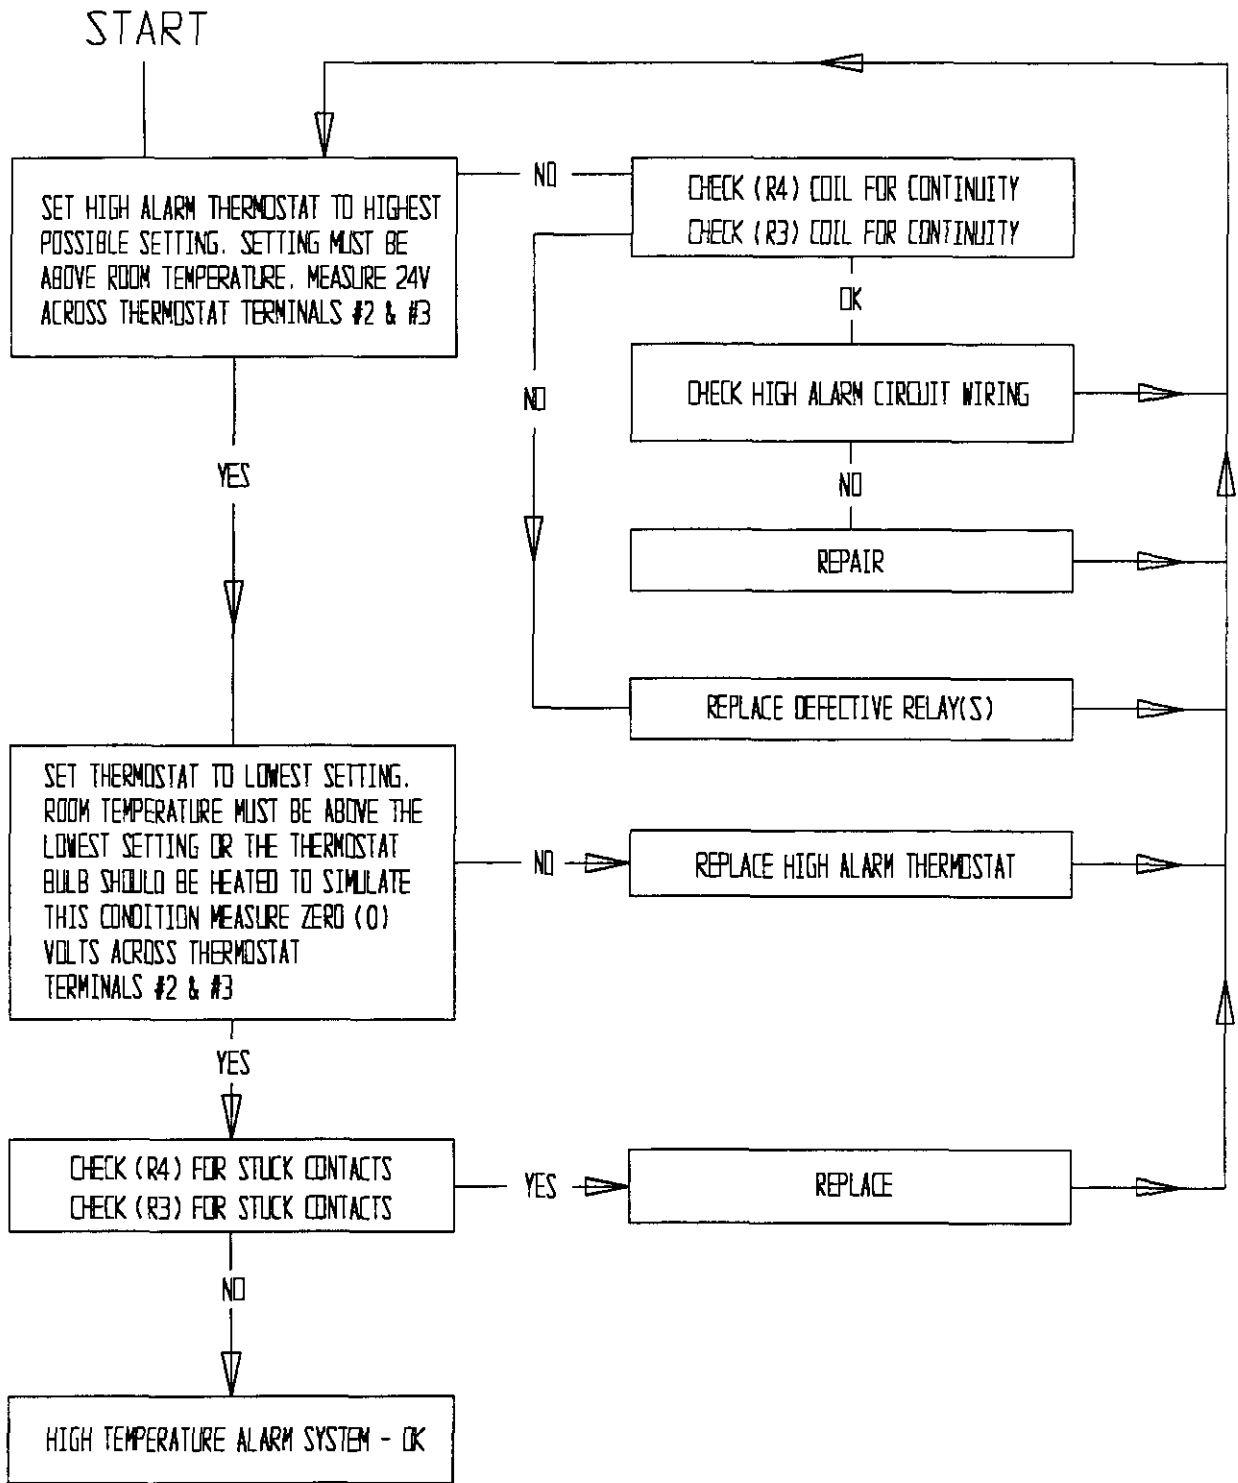 START
SET HIGH ALARM THERMOSTAT TO HIGHEST
POSSIBLE SETTING. SETTING MUST BE
ABOVE ROOM TEMPERATURE. MEASURE 24V
ACROSS THERMOSTAT TERMINALS #2 & #3
NO
CHECK (R4) COIL FOR CONTINUITY
CHECK (R3) COIL FOR CONTINUITY
OK
NO
CHECK HIGH ALARM CIRCUIT WIRING
YES
NO
REPAIR
REPLACE DEFECTIVE RELAY(S)
SET THERMOSTAT TO LOWEST SETTING.
ROOM TEMPERATURE MUST BE ABOVE THE
LOWEST SETTING OR THE THERMOSTAT
BULB SHOULD BE HEATED TO SIMULATE
THIS CONDITION MEASURE ZERO (0)
VOLTS ACROSS THERMOSTAT
TERMINALS #2 & #3
NO
REPLACE HIGH ALARM THERMOSTAT
YES
CHECK (R4) FOR STUCK CONTACTS
CHECK (R3) FOR STUCK CONTACTS
YES
REPLACE
NO
HIGH TEMPERATURE ALARM SYSTEM - OK